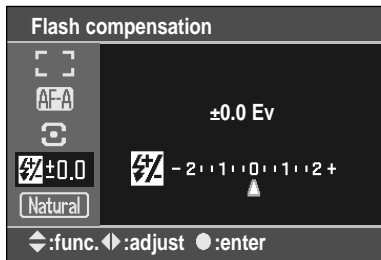 Flash compensation
AF-A
±0.0 Ev
±0.0
- 2 1 0 1 2 +
Natural
:func. :adjust :enter